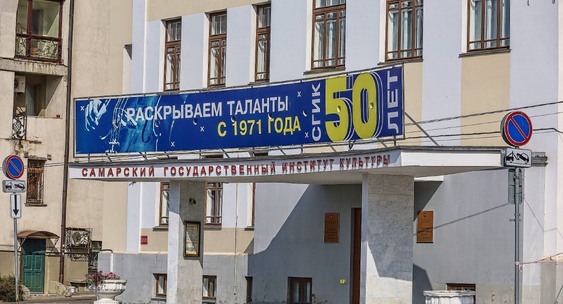 РАСКРЫВАЕМ ТАЛАНТЫ
С 1971 ГОДА
СГИК
50
ЛЕТ
САМАРСКИЙ ГОСУДАРСТВЕННЫЙ ИНСТИТУТ КУЛЬТУРЫ